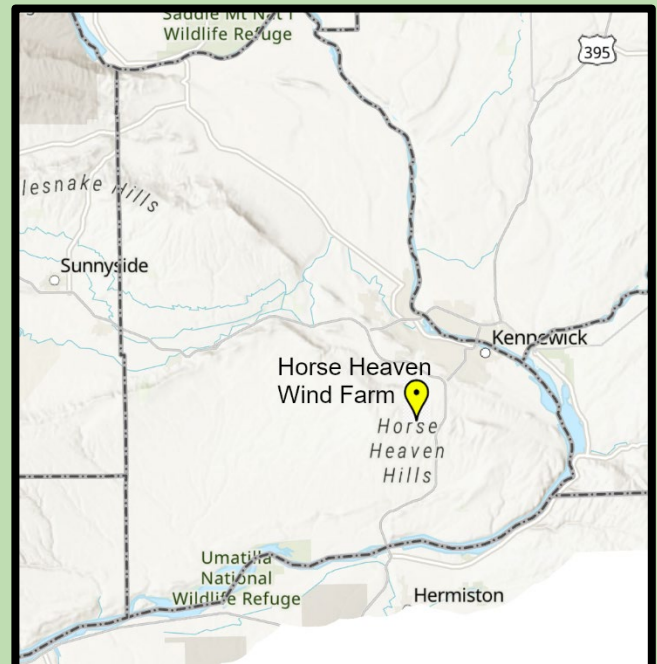 Saddle Mt Nat'l
Wildlife Refuge
395
lesnake Hills
Sunnyside
Kennewick
Horse Heaven
Wind Farm
Horse
Heaven
Hills
Umatilla
National
Wildlife Refuge
Hermiston